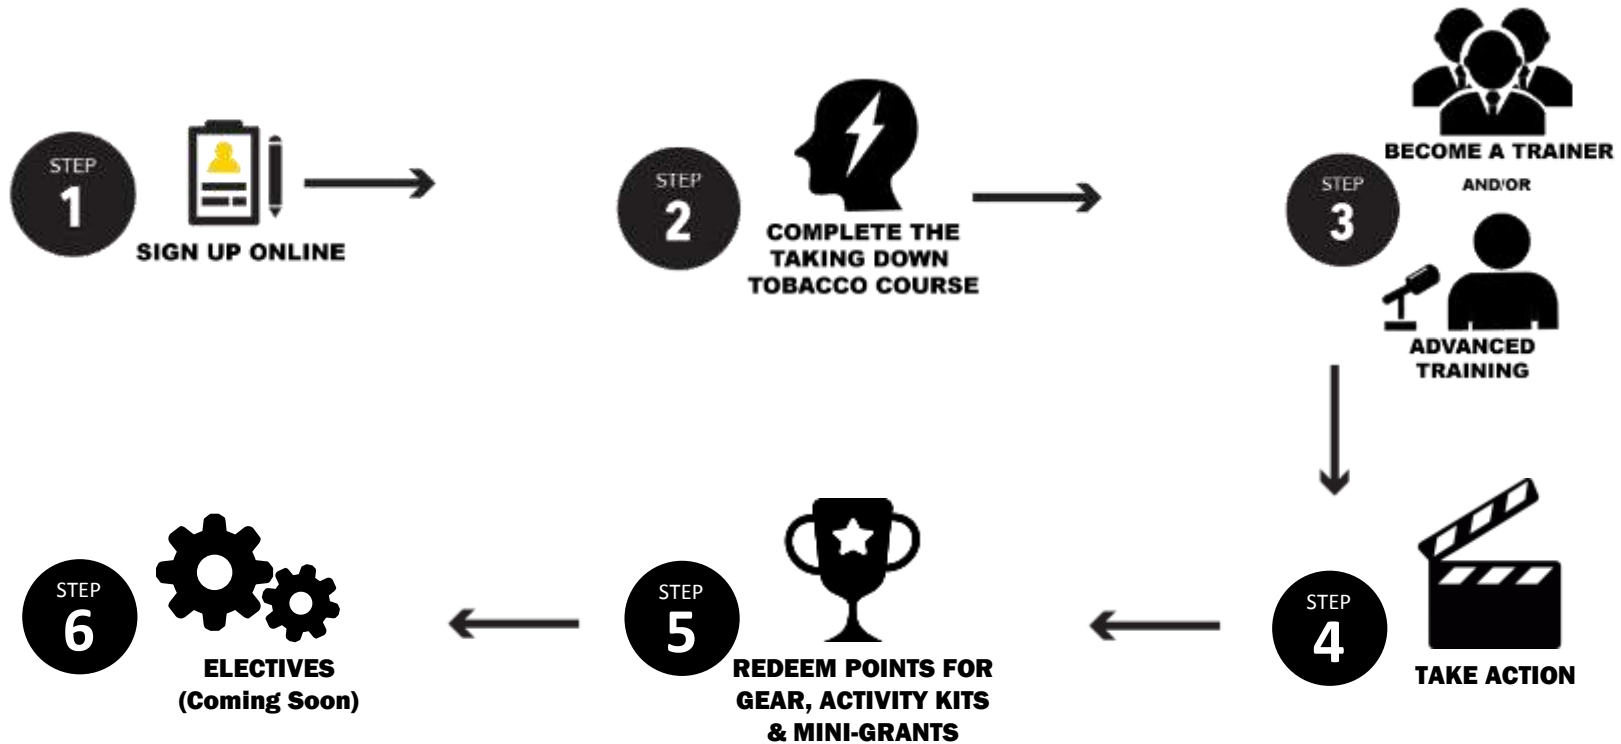 STEP
1
SIGN UP ONLINE
STEP
2
COMPLETE THE
TAKING DOWN
TOBACCO COURSE
STEP
3
BECOME A TRAINER
AND/OR
ADVANCED
TRAINING
STEP
4
TAKE ACTION
STEP
5
REDEEM POINTS FOR
GEAR, ACTIVITY KITS
& MINI-GRANTS
STEP
6
ELECTIVES
(Coming Soon)